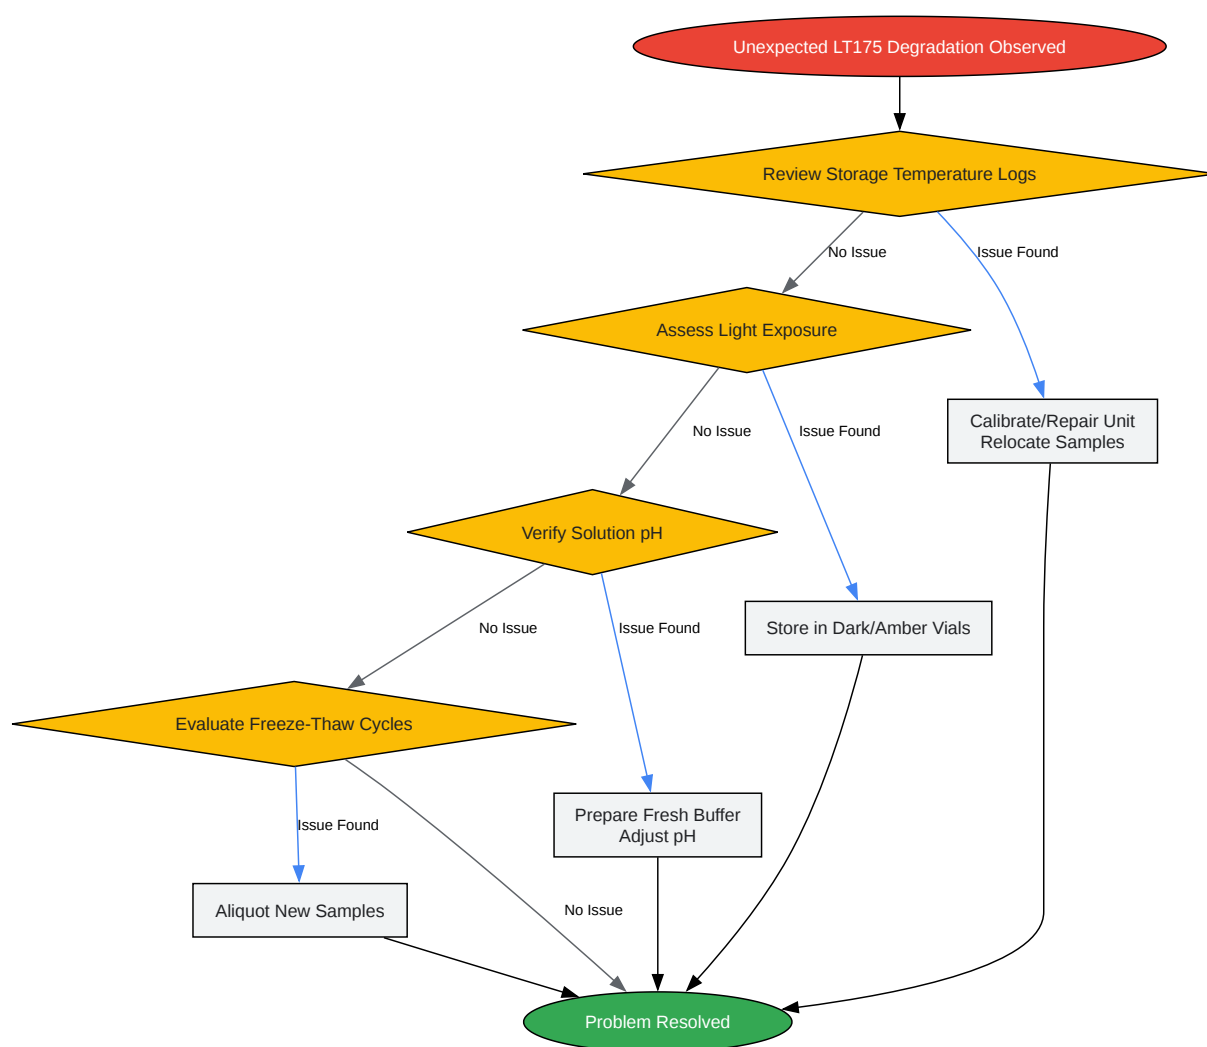 Unexpected LT175 Degradation Observed
Review Storage Temperature Logs
No Issue
Issue Found
Assess Light Exposure
Calibrate/Repair Unit
Relocate Samples
No Issue
Issue Found
Verify Solution pH
Store in Dark/Amber Vials
No Issue
Issue Found
Evaluate Freeze-Thaw Cycles
Prepare Fresh Buffer
Adjust pH
Issue Found
Aliquot New Samples
No Issue
Problem Resolved